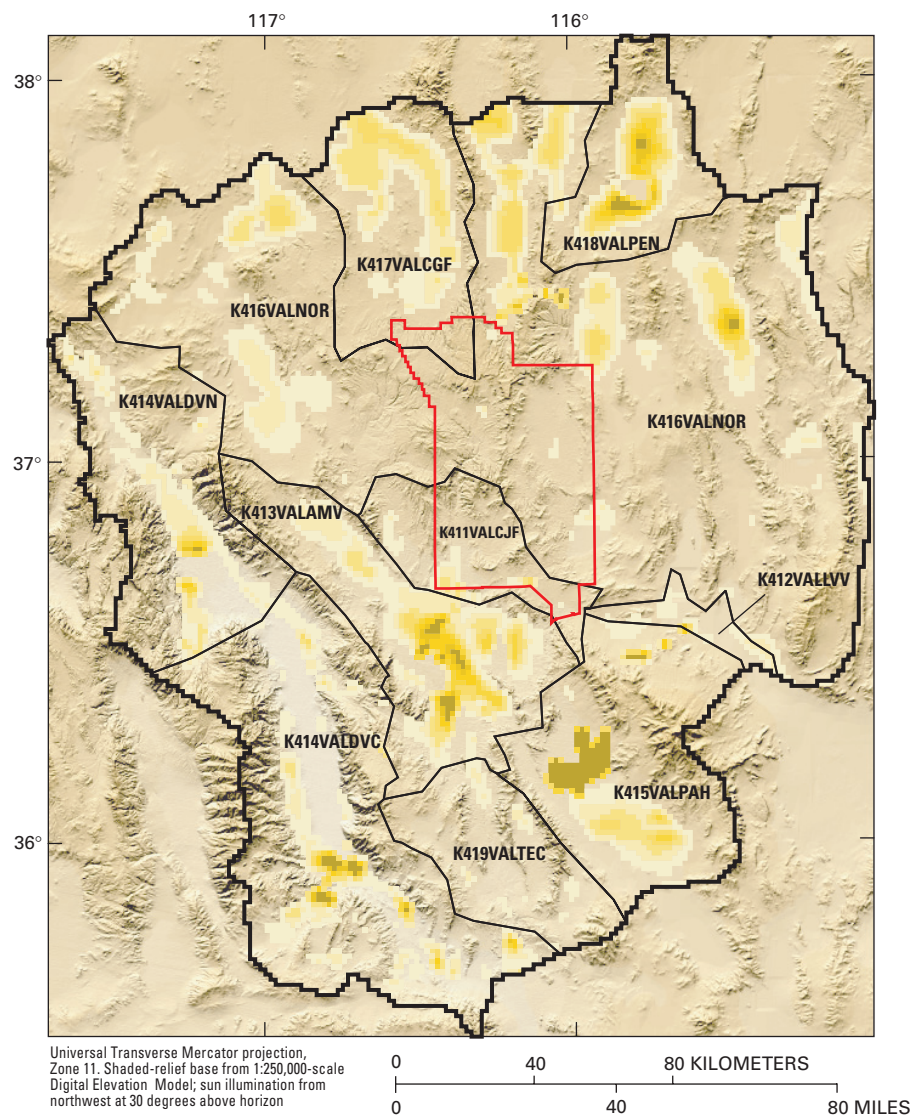 117°
116°
38°
K418VALPEN
K417VALCGF
K416VALNOR
K414VALDVN
K416VALNOR
37°
K413VALAMV
K411VALCJF
K412VALLVV
K414VALDVC
K415VALPAH
36°
K419VALTEC
Universal Transverse Mercator projection,
Zone 11. Shaded-relief base from 1:250,000-scale
Digital Elevation Model; sun illumination from
northwest at 30 degrees above horizon
0 40 80 KILOMETERS
0 40 80 MILES